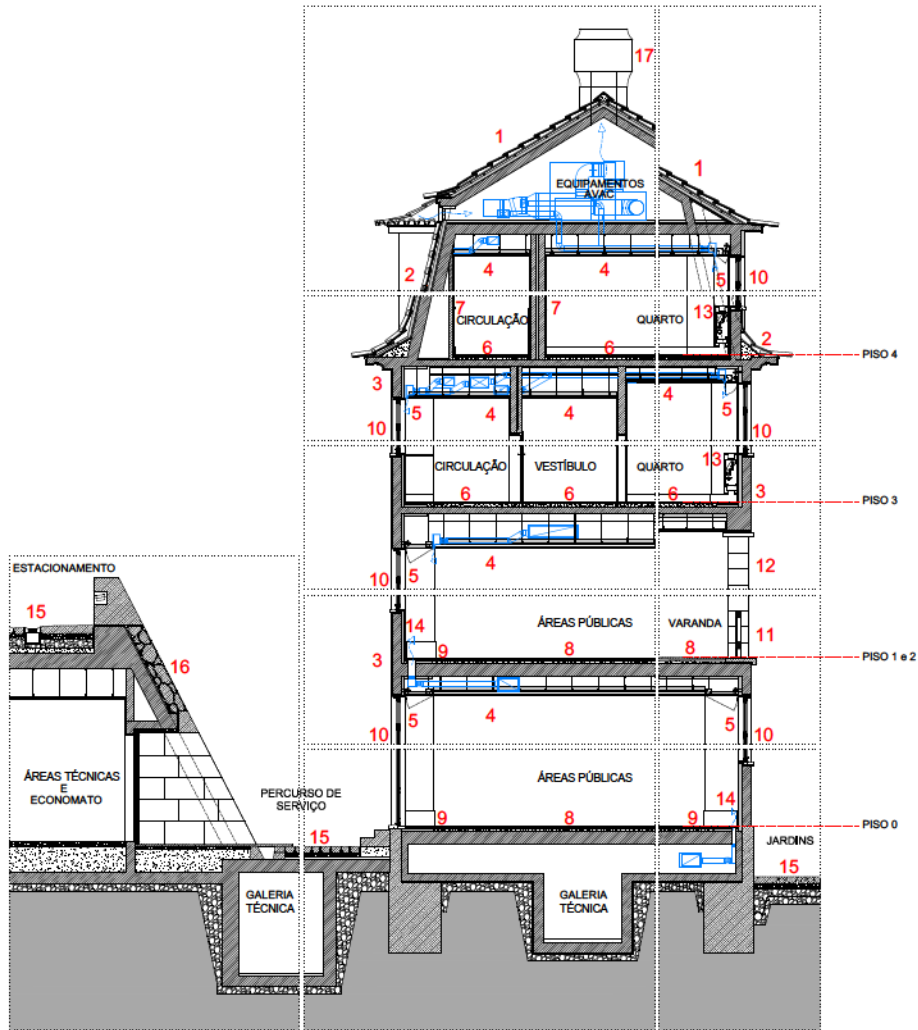 17
1
1
EQUIPAMENTOS
AVAC
2
4
4
5
10
7
7
13
CIRCULAÇÃO
QUARTO
6
6
2
PISO 4
3
5
4
4
4
5
10
10
CIRCULAÇÃO
VESTÍBULO
QUARTO
13
6
6
6
3
PISO 3
5
4
12
10
ESTACIONAMENTO
15
14
ÁREAS PÚBLICAS
VARANDA
11
3
9
8
8
PISO 1 e 2
16
5
4
5
10
10
ÁREAS TÉCNICAS
E
ECONOMATO
ÁREAS PÚBLICAS
PERCURSO DE
SERVIÇO
14
9
8
9
PISO 0
15
JARDINS
15
GALERIA
TÉCNICA
GALERIA
TÉCNICA